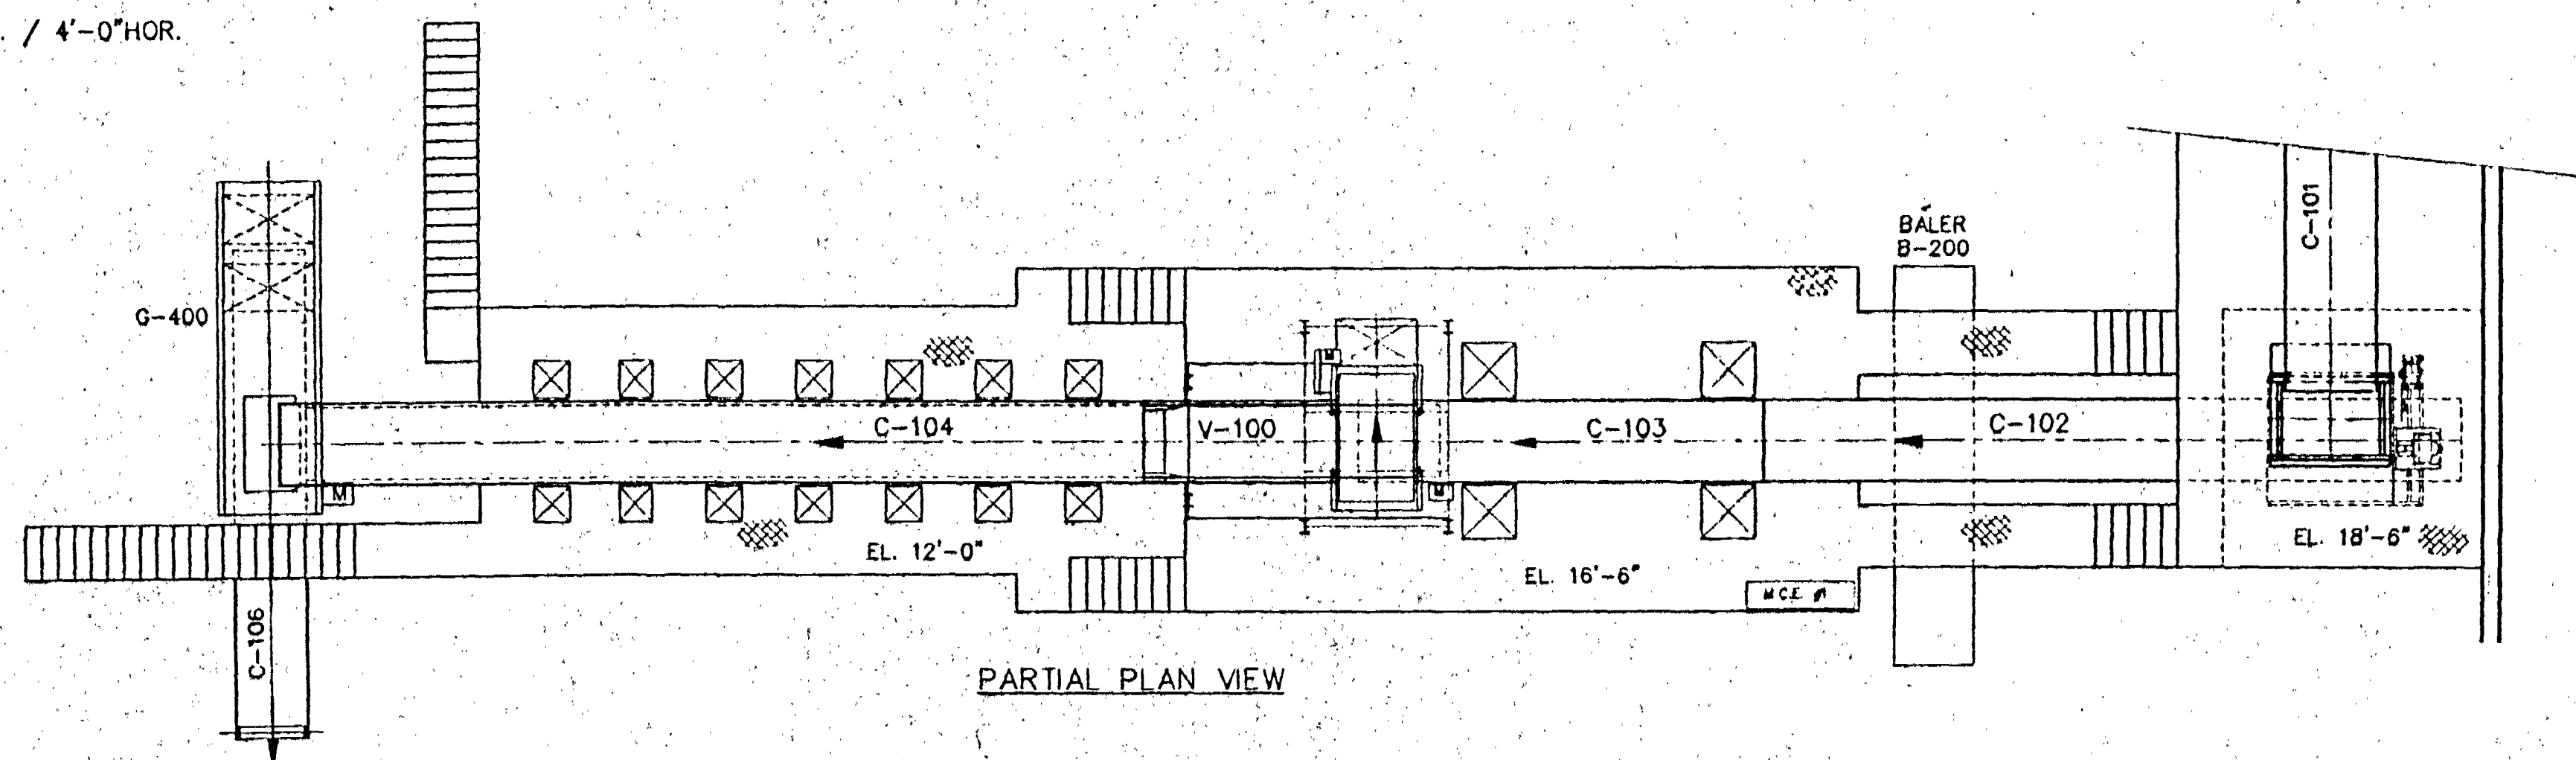 / 4'-0"HOR.
C-101
BALER
B-200
G-400
C-104
V-100
C-103
C-102
M
M
M
EL. 12'-0"
EL. 16'-6"
EL. 18'-6"
C-106
PARTIAL PLAN VIEW